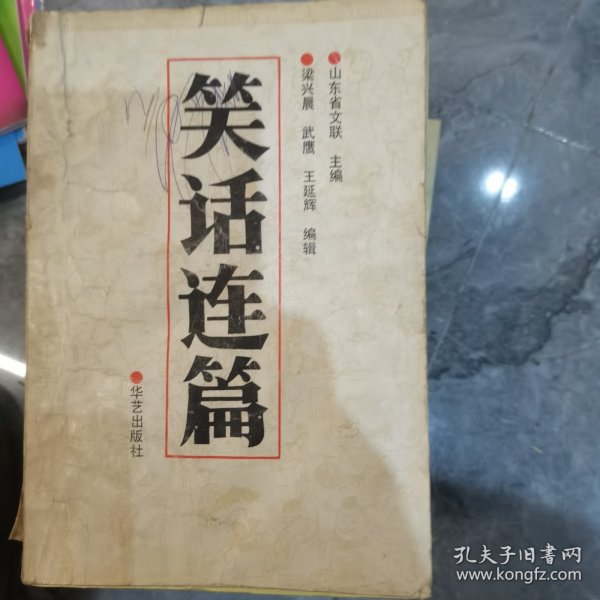 山东省文联 主编
梁兴晨 武鹰 王延辉 编辑
笑话连篇
华艺出版社
孔夫子旧书网
www.kongfz.com